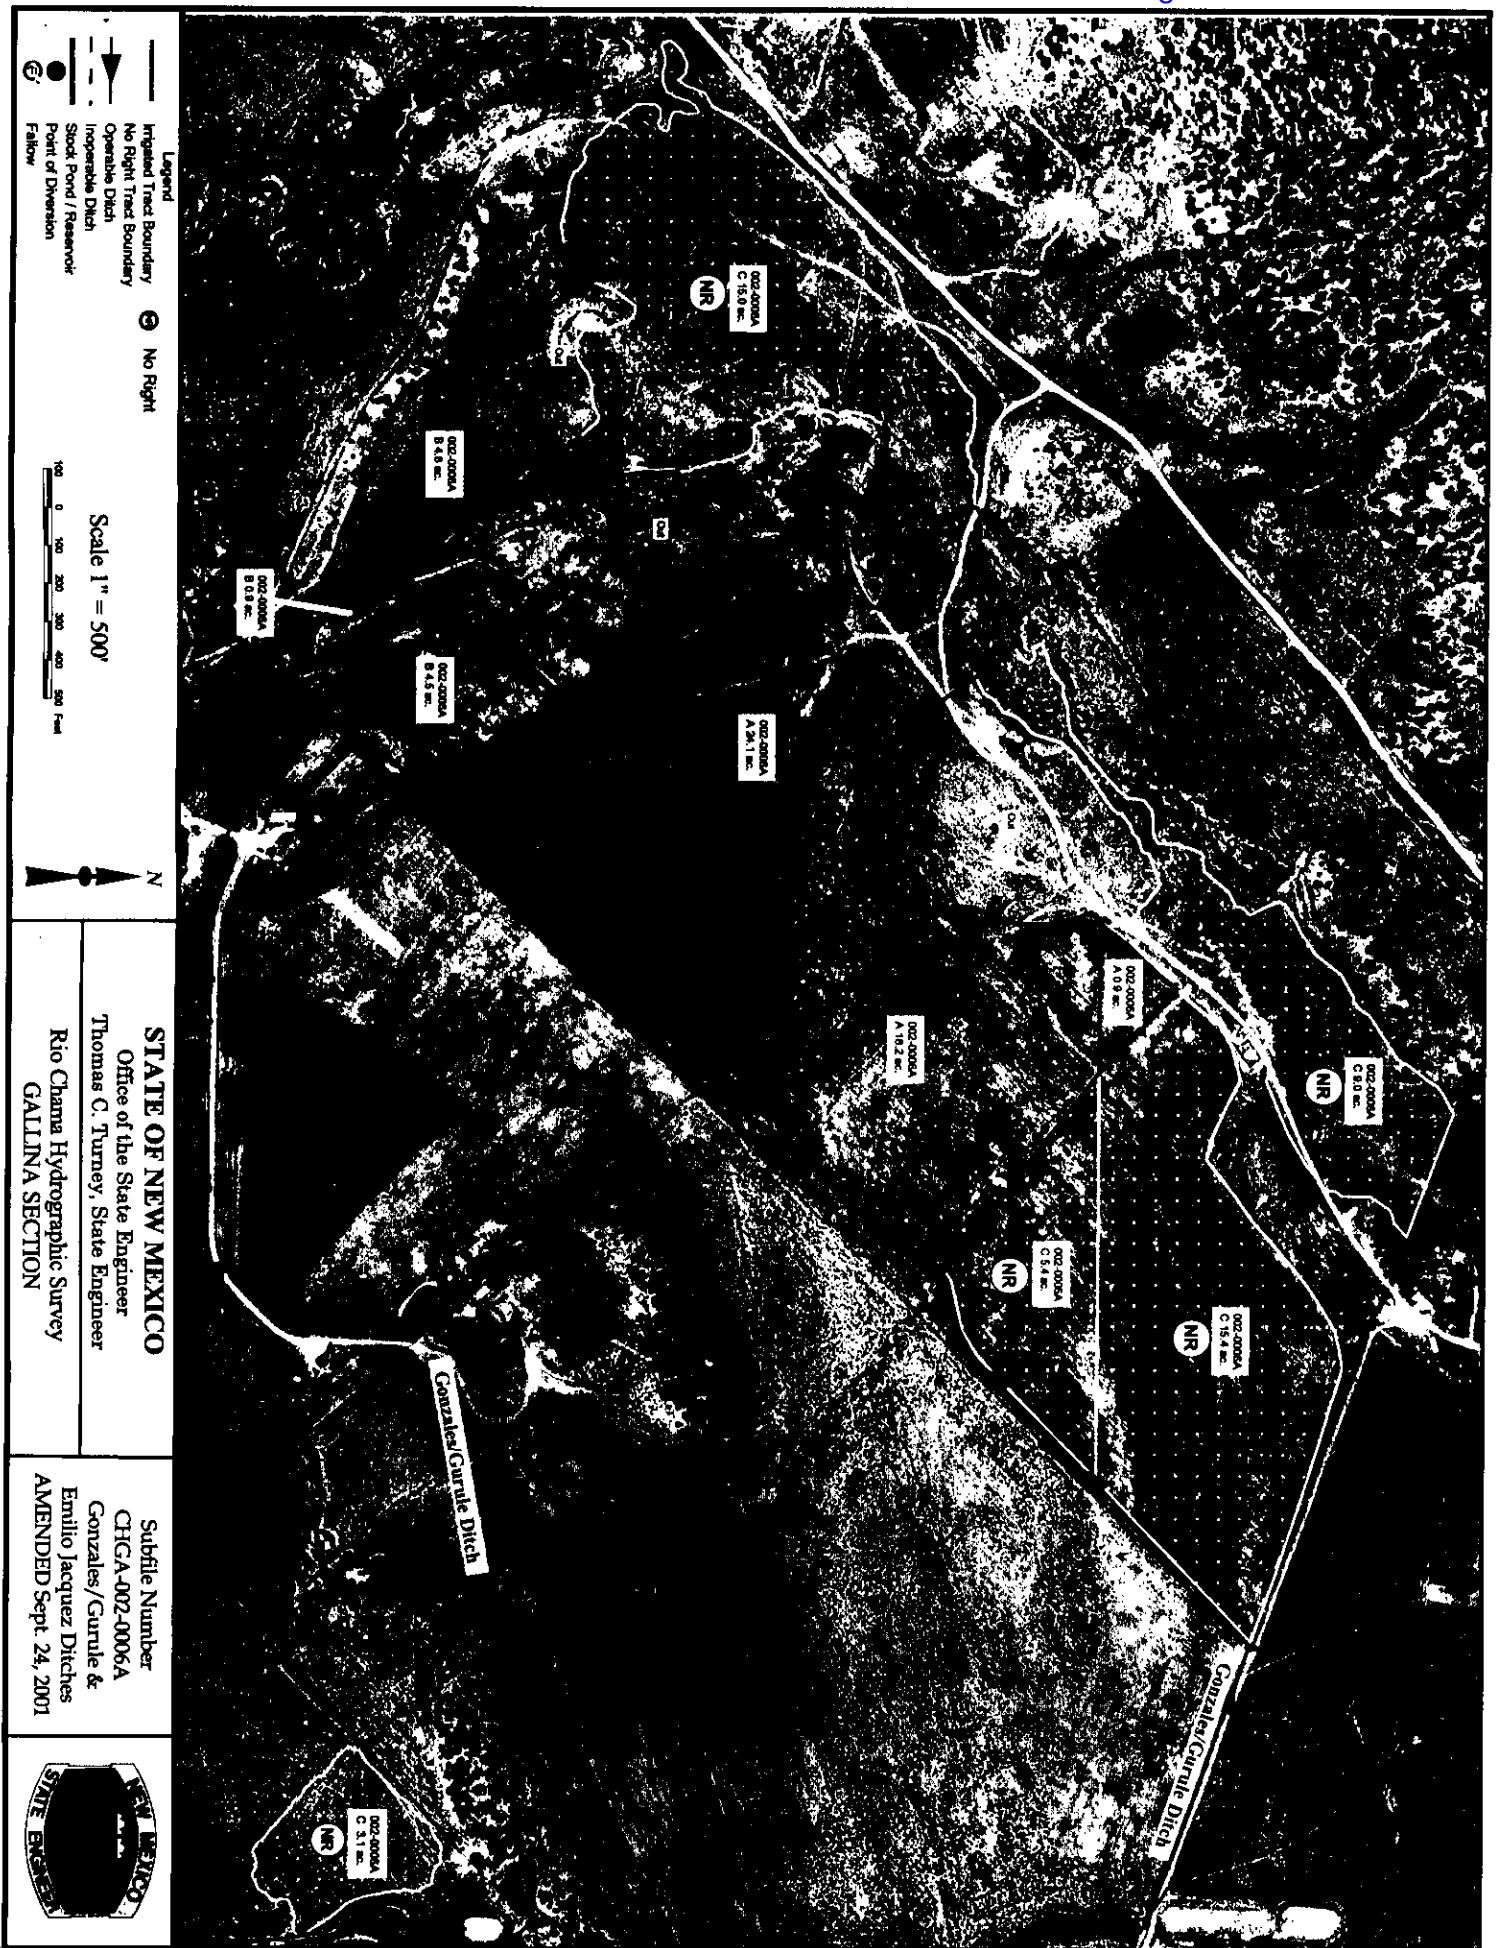 002-0006A
C 15.0 ac.
NR
Out
002-0006A
B 4.0 ac.
Out
002-0006A
B 0.9 ac.
002-0006A
B 4.5 ac.
002-0006A
A 24.1 ac.
Out
002-0006A
A 0.9 ac.
002-0006A
A 18.2 ac.
002-0006A
NR
002-0006A
C 5.4 ac.
NR
002-0006A
C 15.4 ac.
NR
Gonzales/Gurule Ditch
Gonzales/Gurule Ditch
002-0006A
C 3.1 ac.
NR
Legend
Irrigated Tract Boundary
No Right Tract Boundary
Operable Ditch
Inoperable Ditch
Stock Pond / Reservoir
Point of Diversion
Fallow
No Right
Scale 1" = 500'
100 0 100 200 300 400 500 Feet
N
STATE OF NEW MEXICO
Office of the State Engineer
Thomas C. Turney, State Engineer
Rio Chama Hydrographic Survey
GALLINA SECTION
Subfile Number
CHGA-002-0006A
Gonzales/Gurule &
Emilio Jacquez Ditches
AMENDED Sept. 24, 2001
NEW MEXICO
STATE ENGINEER